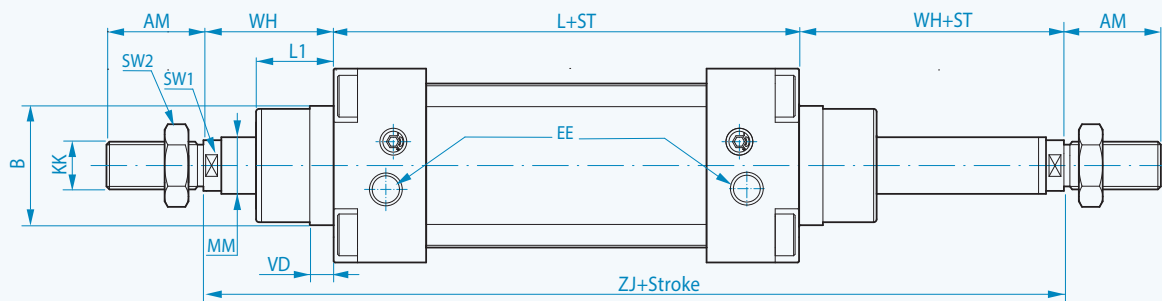 AM WH L+ST WH+ST AM
L1
SW2
SW1
EE
B
KK
MM
VD
ZJ+Stroke